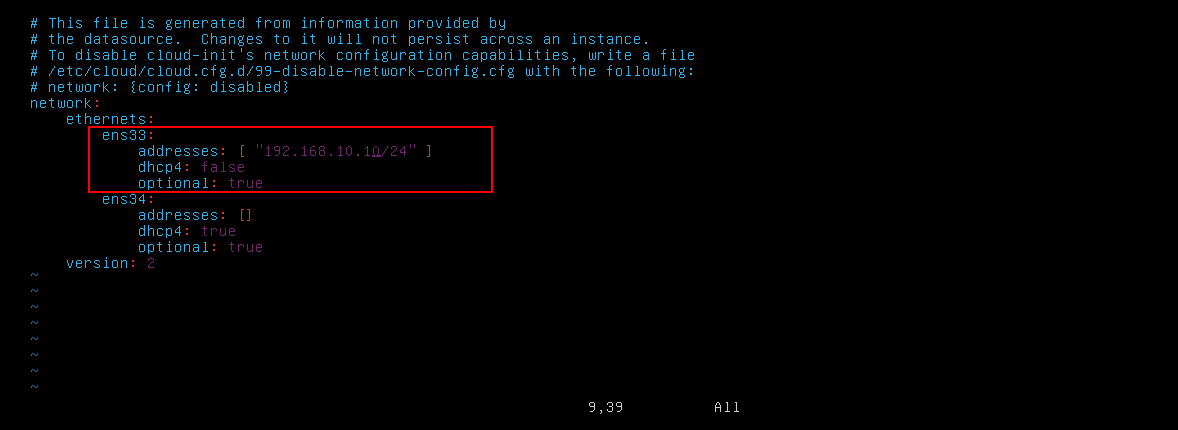 # This file is generated from information provided by
# the datasource.  Changes to it will not persist across an instance.
# To disable cloud-init's network configuration capabilities, write a file
# /etc/cloud/cloud.cfg.d/99-disable-network-config.cfg with the following:
# network: {config: disabled}
network:
    ethernets:
        ens33:
            addresses: [ "192.168.10.10/24" ]
            dhcp4: false
            optional: true
        ens34:
            addresses: []
            dhcp4: true
            optional: true
    version: 2
~
~
~
~
~
~
~
~
9,39 All